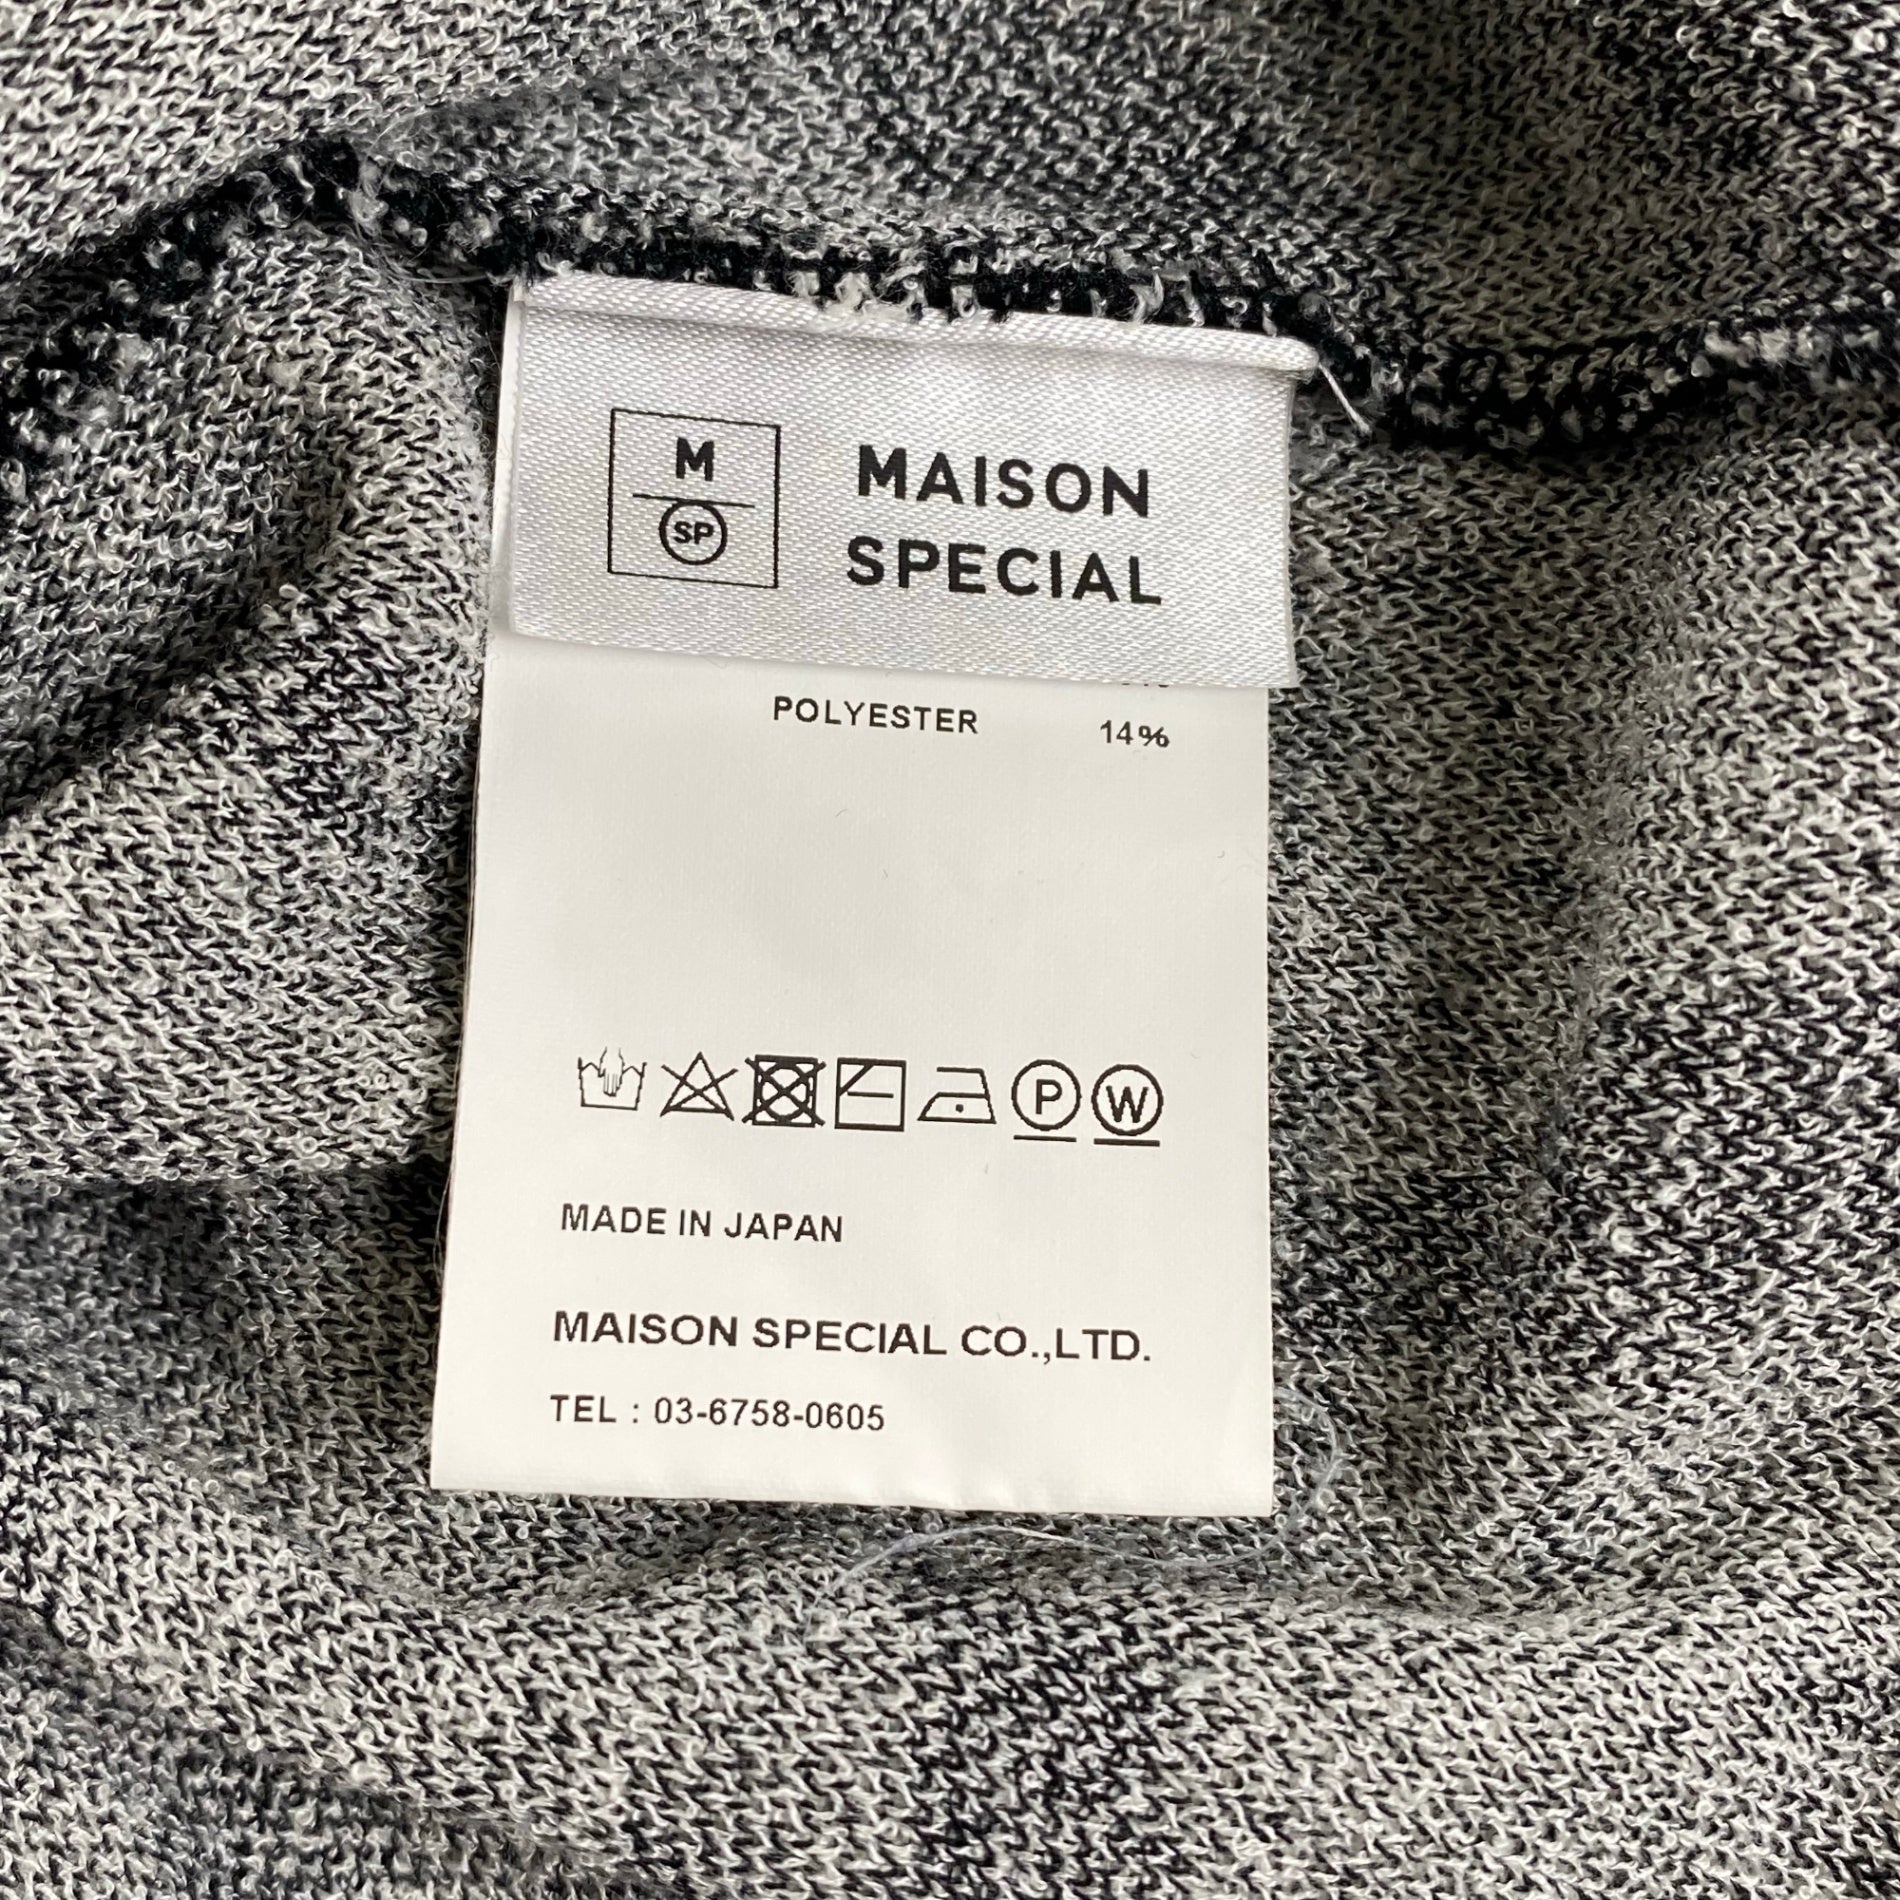 M
SP
MAISON
SPECIAL
POLYESTER 14%
P W
MADE IN JAPAN
MAISON SPECIAL CO.,LTD.
TEL : 03-6758-0605